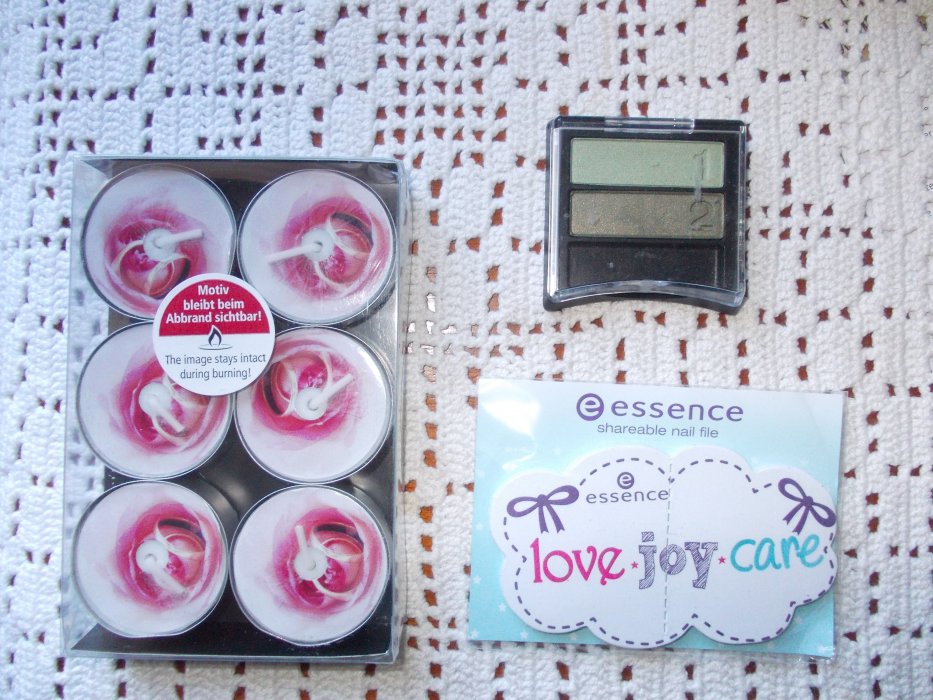 Motiv
bleibt beim
Abbrand sichtbar!
The image stays intact
during burning!
1
2
e essence
shareable nail file
e
essence
love · joy · care